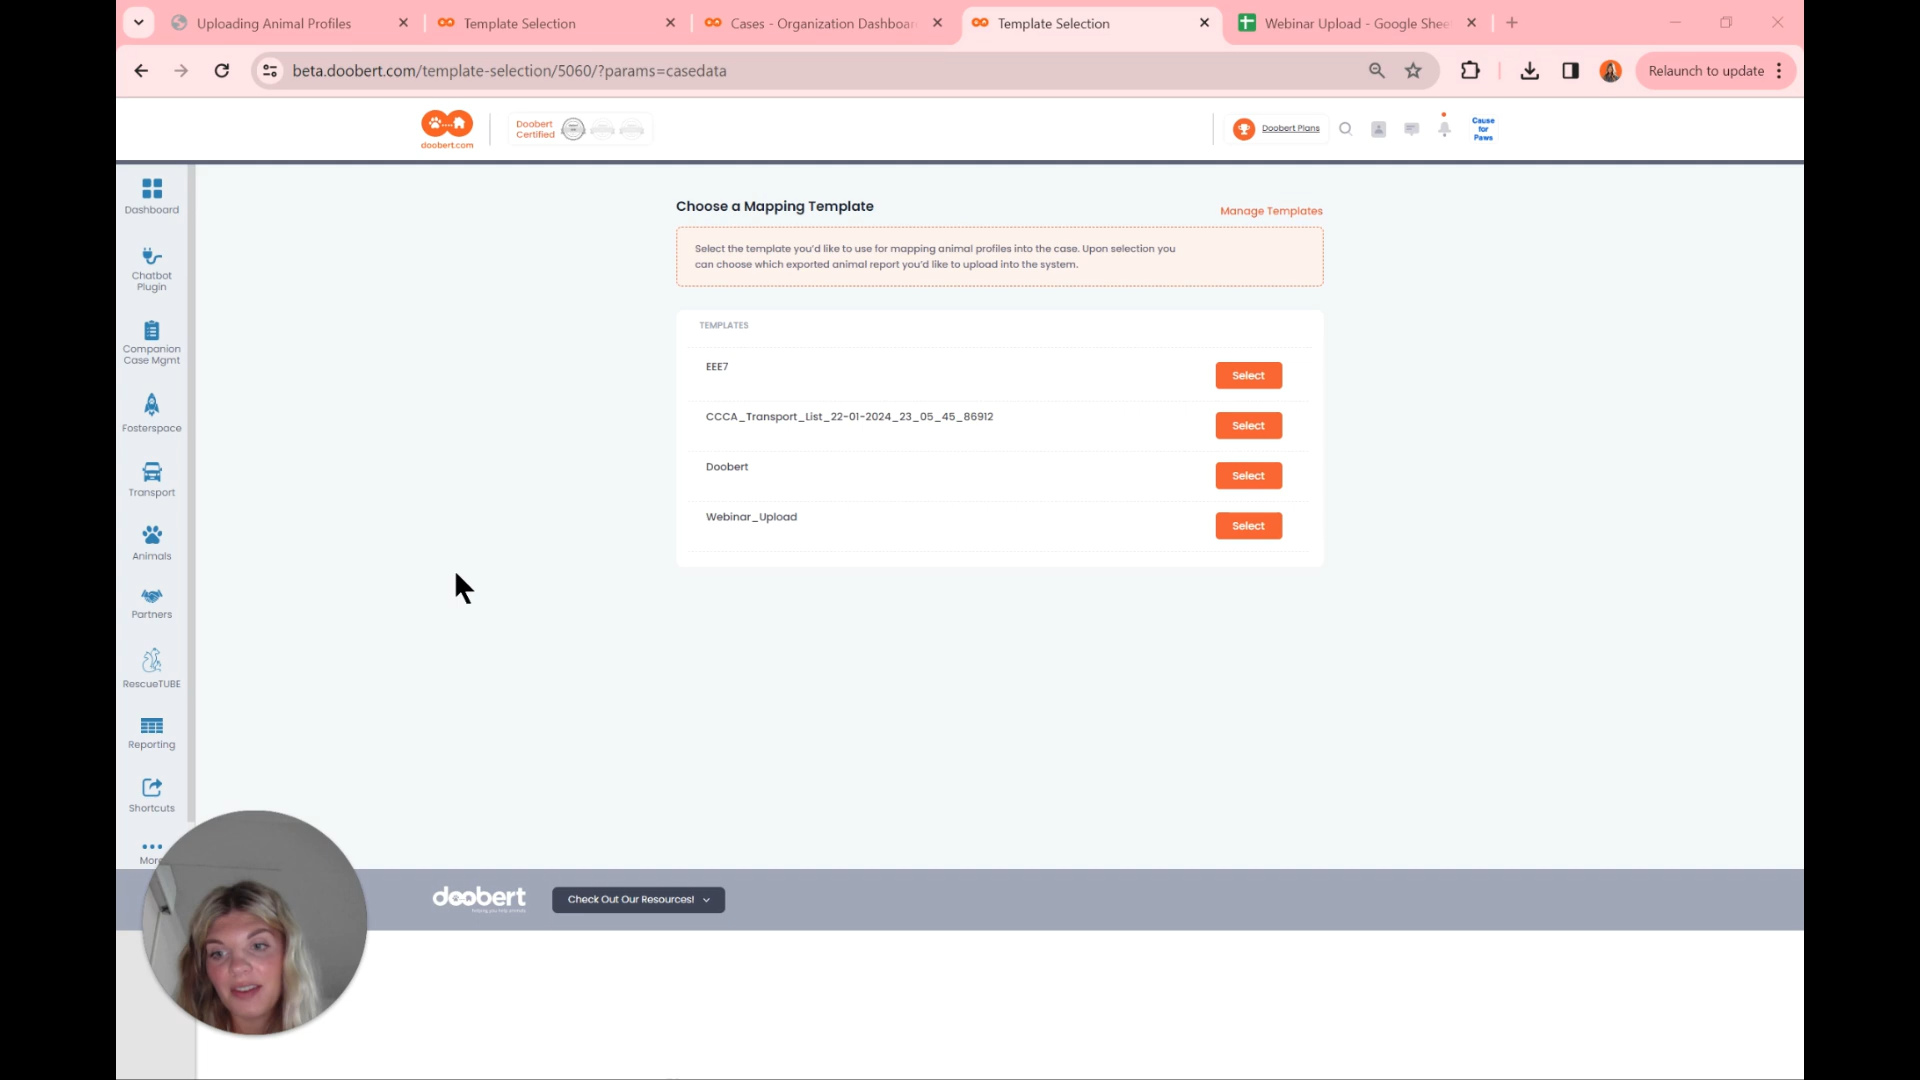 Uploading Animal Profiles
Template Selection
Cases - Organization Dashboar
Template Selection
Webinar Upload - Google Shee
beta.doobert.com/template-selection/5060/?params=casedata
Relaunch to update
doobert.com
Doobert
Certified
Doobert Plans
Cause
for
Paws
Dashboard
Chatbot
Plugin
Companion
Case Mgmt
Fosterspace
Transport
Animals
Partners
RescueTUBE
Reporting
Shortcuts
More
Choose a Mapping Template
Manage Templates
Select the template you'd like to use for mapping animal profiles into the case. Upon selection you
can choose which exported animal report you'd like to upload into the system.
TEMPLATES
EEE7
Select
CCCA_Transport_List_22-01-2024_23_05_45_86912
Select
Doobert
Select
Webinar_Upload
Select
doobert
helping you help animals
Check Out Our Resources!